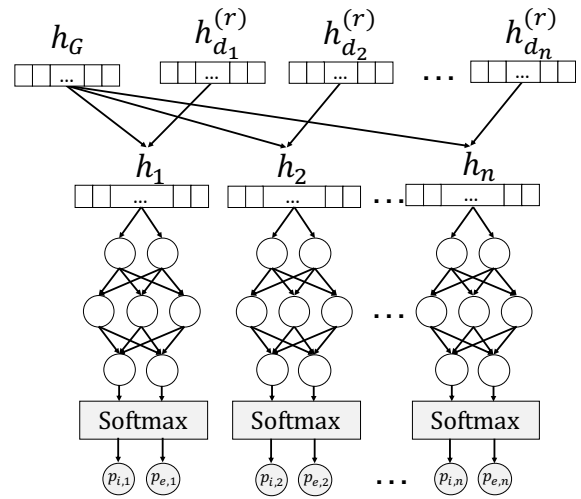 h_G h_{d_1}^{(r)} h_{d_2}^{(r)} ... h_{d_n}^{(r)}
... ... ... ...
h_1 h_2 h_n
... ... ... ...
...
Softmax Softmax Softmax
p_{i,1} p_{e,1} p_{i,2} p_{e,2} ... p_{i,n} p_{e,n}